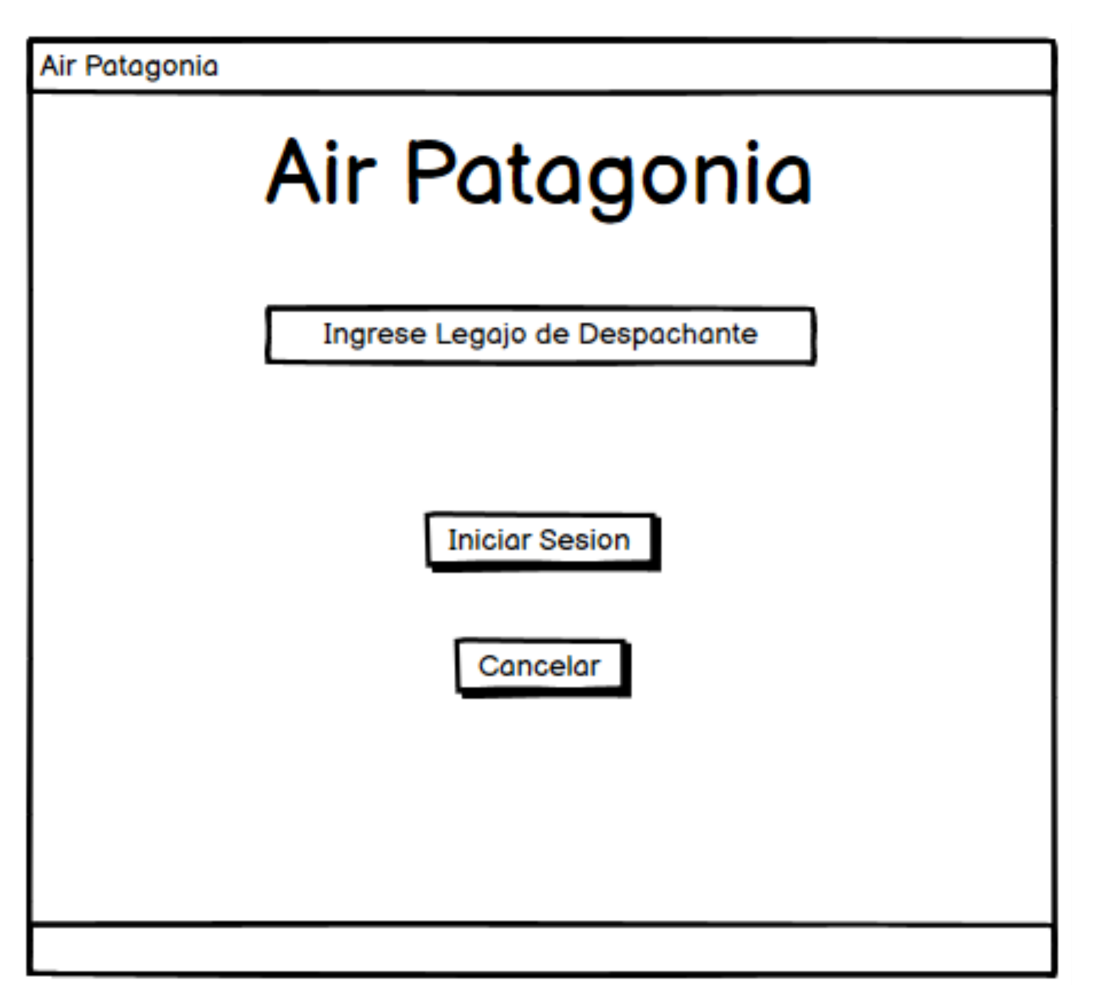 Air Patagonia
Air Patagonia
Ingrese Legajo de Despachante
Iniciar Sesion
Cancelar